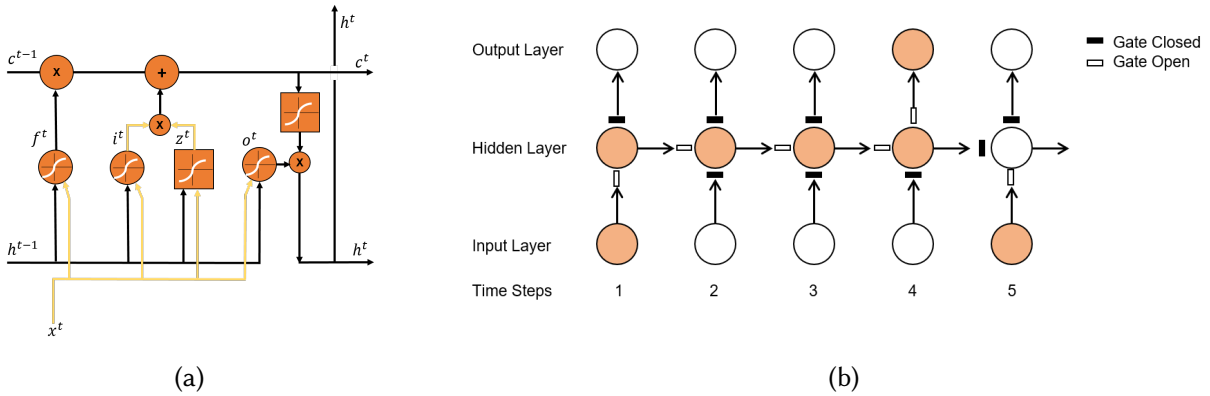 h^t
c^{t-1}
x
+
c^t
f^t
i^t
x
z^t
o^t
x
h^{t-1}
h^t
x^t
(a)
Output Layer
Gate Closed
Gate Open
Hidden Layer
Input Layer
Time Steps 1 2 3 4 5
(b)